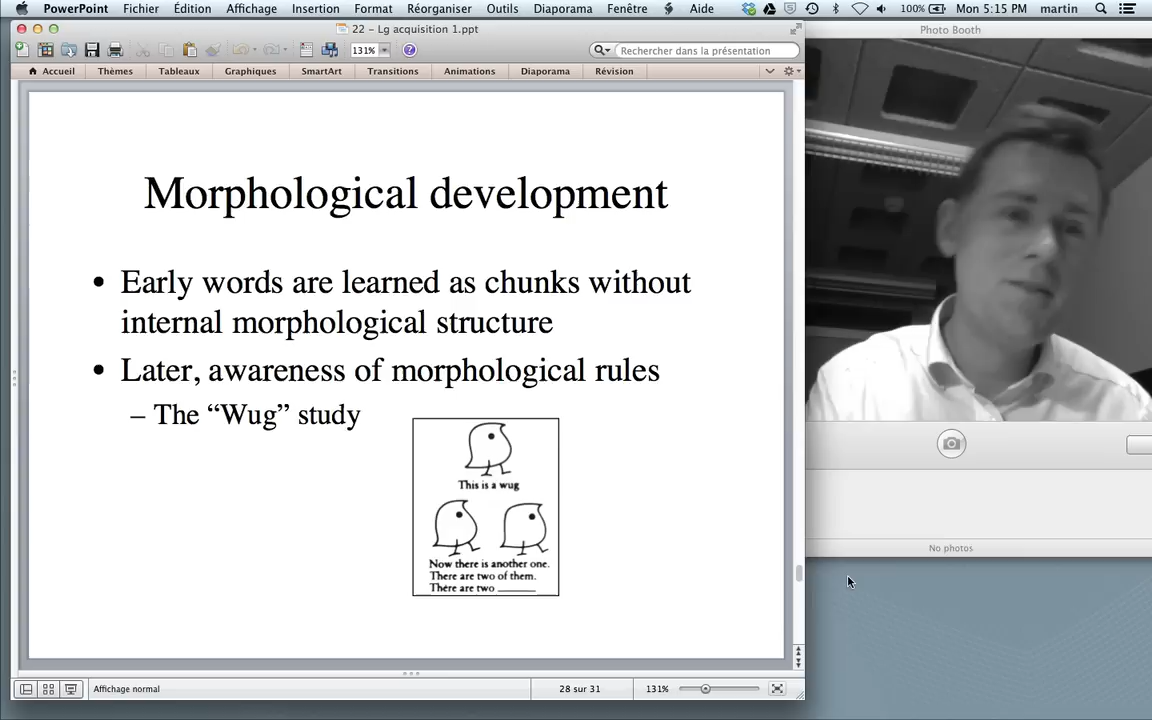 PowerPoint Fichier Édition Affichage Insertion Format Réorganiser Outils Diaporama Fenêtre Aide 100% Mon 5:15 PM martin
22 - Lg acquisition 1.ppt
Photo Booth
131% Rechercher dans la présentation
Accueil Thèmes Tableaux Graphiques SmartArt Transitions Animations Diaporama Révision
Morphological development
• Early words are learned as chunks without
internal morphological structure
• Later, awareness of morphological rules
– The “Wug” study
This is a wug
Now there is another one.
There are two of them.
There are two ______
No photos
Affichage normal 28 sur 31 131%